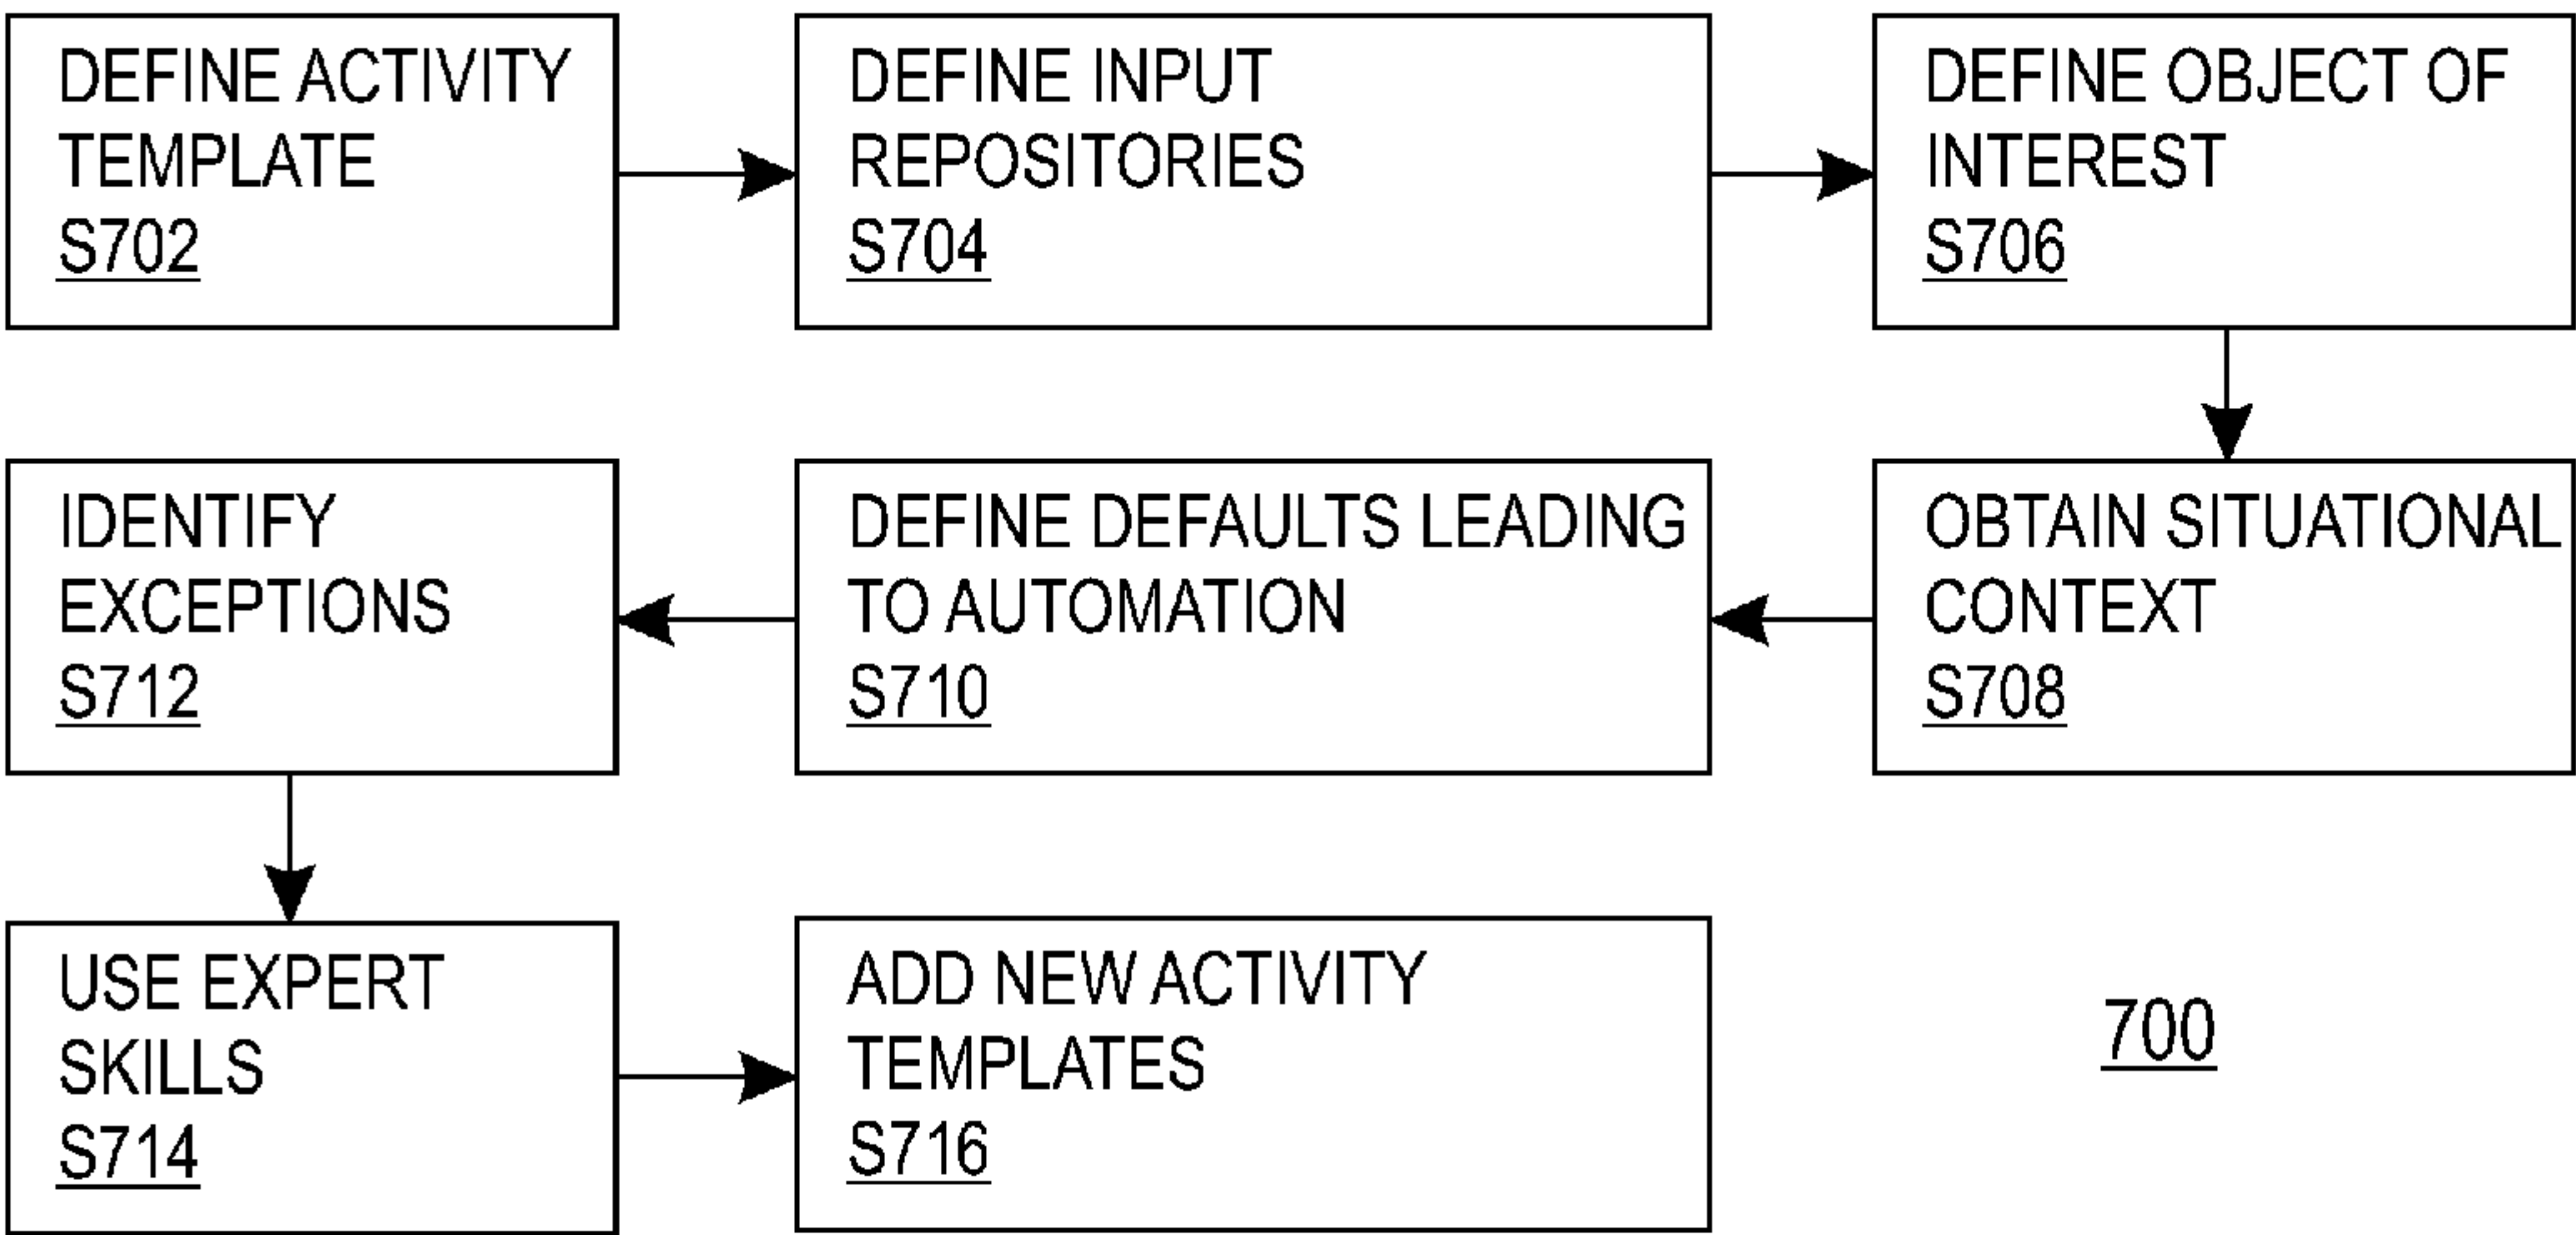 DEFINE ACTIVITY
TEMPLATE
S702
DEFINE INPUT
REPOSITORIES
S704
DEFINE OBJECT OF
INTEREST
S706
OBTAIN SITUATIONAL
CONTEXT
S708
DEFINE DEFAULTS LEADING
TO AUTOMATION
S710
IDENTIFY
EXCEPTIONS
S712
USE EXPERT
SKILLS
S714
ADD NEW ACTIVITY
TEMPLATES
S716
700